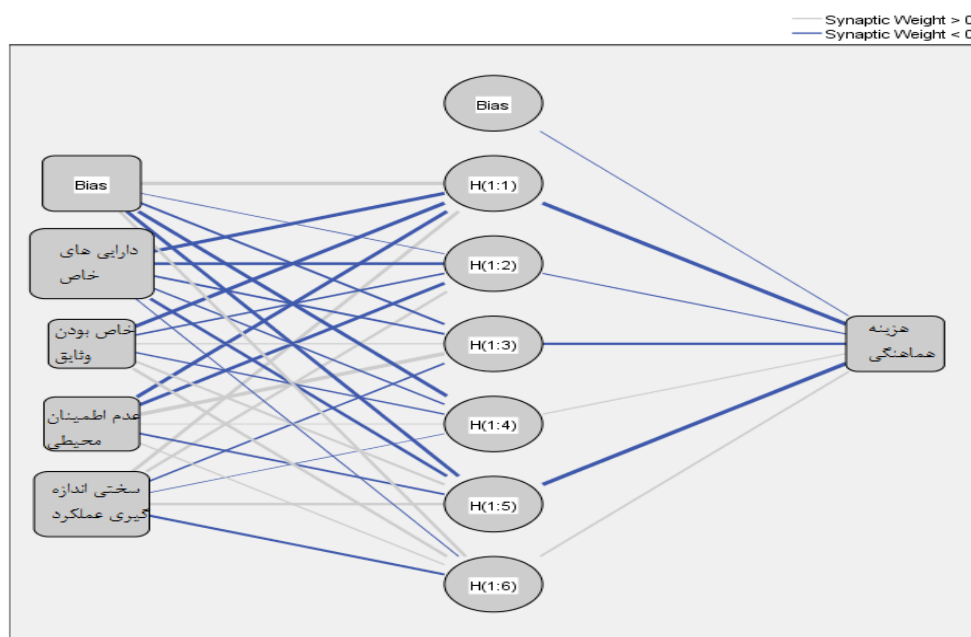 Synaptic Weight > 0
Synaptic Weight < 0
Bias
Bias
H(1:1)
دارایی های
خاص
H(1:2)
خاص بودن
وثایق
H(1:3)
هزینه
هماهنگی
عدم اطمینان
محیطی
H(1:4)
سختی اندازه
گیری عملکرد
H(1:5)
H(1:6)